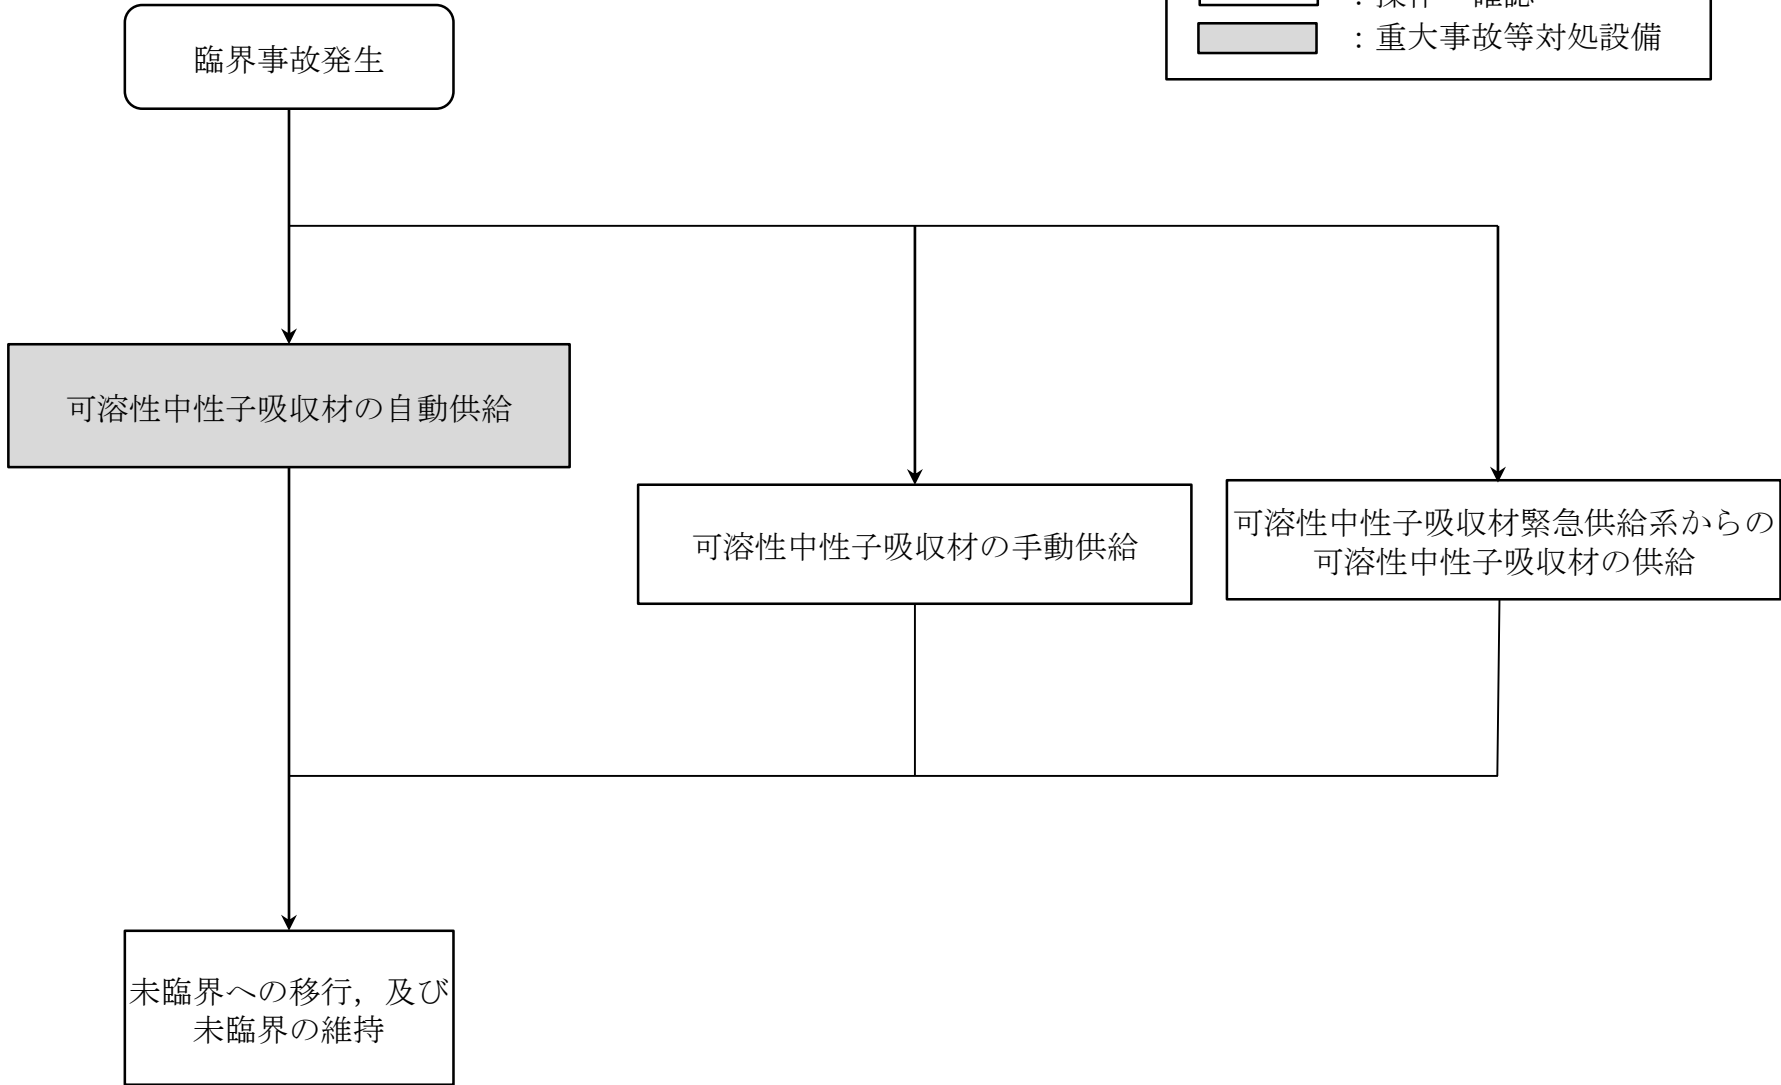 臨界事故発生
：操作・確認
：重大事故等対処設備
可溶性中性子吸収材の自動供給
可溶性中性子吸収材の手動供給
可溶性中性子吸収材緊急供給系からの
可溶性中性子吸収材の供給
未臨界への移行，及び
未臨界の維持